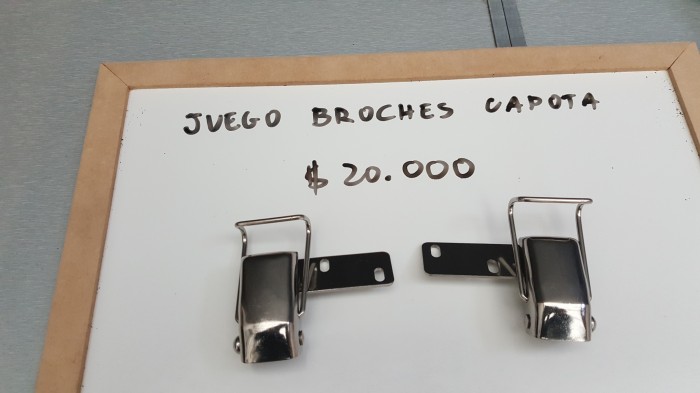 JUEGO BROCHES CAPOTA
$ 20.000